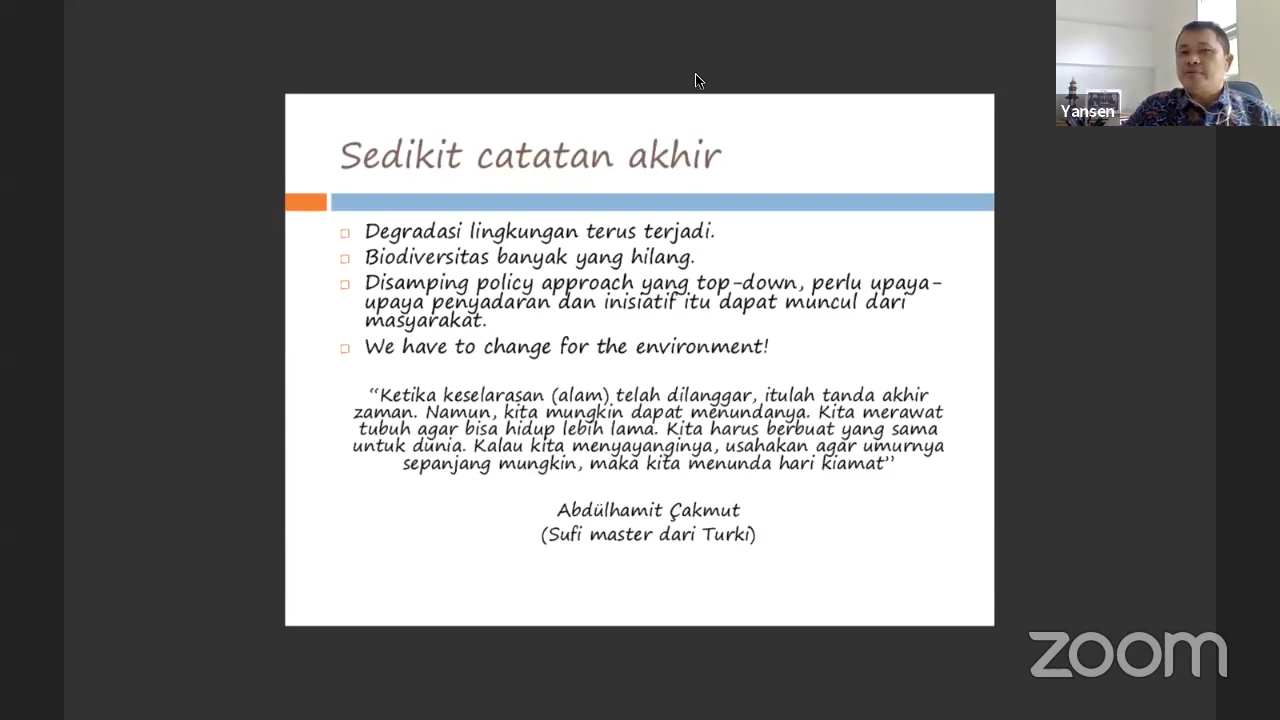 Yansen
Sedikit catatan akhir
Degradasi lingkungan terus terjadi.
Biodiversitas banyak yang hilang.
Disamping policy approach yang top-down, perlu upaya-
upaya penyadaran dan inisiatif itu dapat muncul dari
masyarakat.
We have to change for the environment!
“Ketika keselarasan (alam) telah dilanggar, itulah tanda akhir
zaman. Namun, kita mungkin dapat menundanya. Kita merawat
tubuh agar bisa hidup lebih lama. Kita harus berbuat yang sama
untuk dunia. Kalau kita menyayanginya, usahakan agar umurnya
sepanjang mungkin, maka kita menunda hari kiamat”
Abdülhamit Çakmut
(Sufi master dari Turki)
zoom